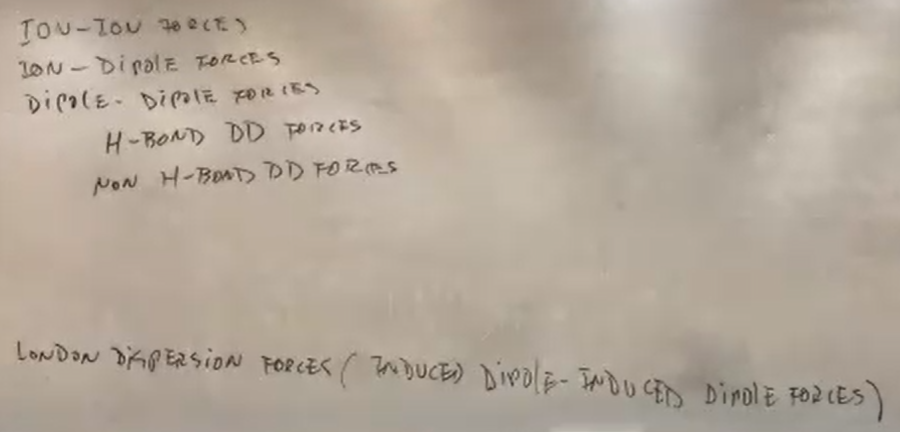 ION-ION FORCES
ION - DiPOlE FORCES
DiPOlE - DiPOlE FORCES
H-BOND DD FORCES
NON H-BOND DD FORCES
LONDON DISPERSION FORCES ( INDUCED DiPOlE - INDUCED DiPOlE FORCES)